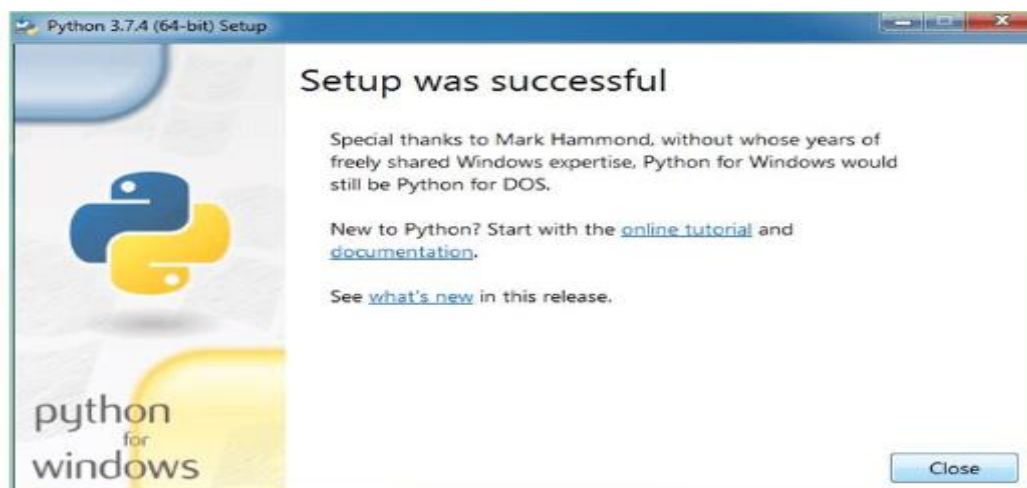 Python 3.7.4 (64-bit) Setup
Setup was successful
Special thanks to Mark Hammond, without whose years of
freely shared Windows expertise, Python for Windows would
still be Python for DOS.
New to Python? Start with the online tutorial and
documentation.
See what's new in this release.
python
for
windows
Close